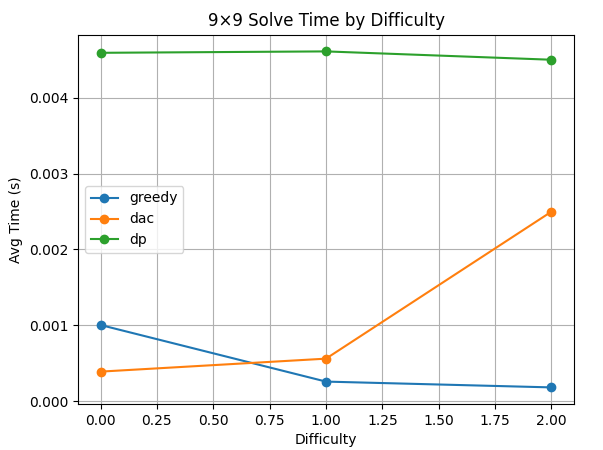 9×9 Solve Time by Difficulty
Avg Time (s)
0.004
0.003
0.002
0.001
0.000
greedy
dac
dp
0.00 0.25 0.50 0.75 1.00 1.25 1.50 1.75 2.00
Difficulty